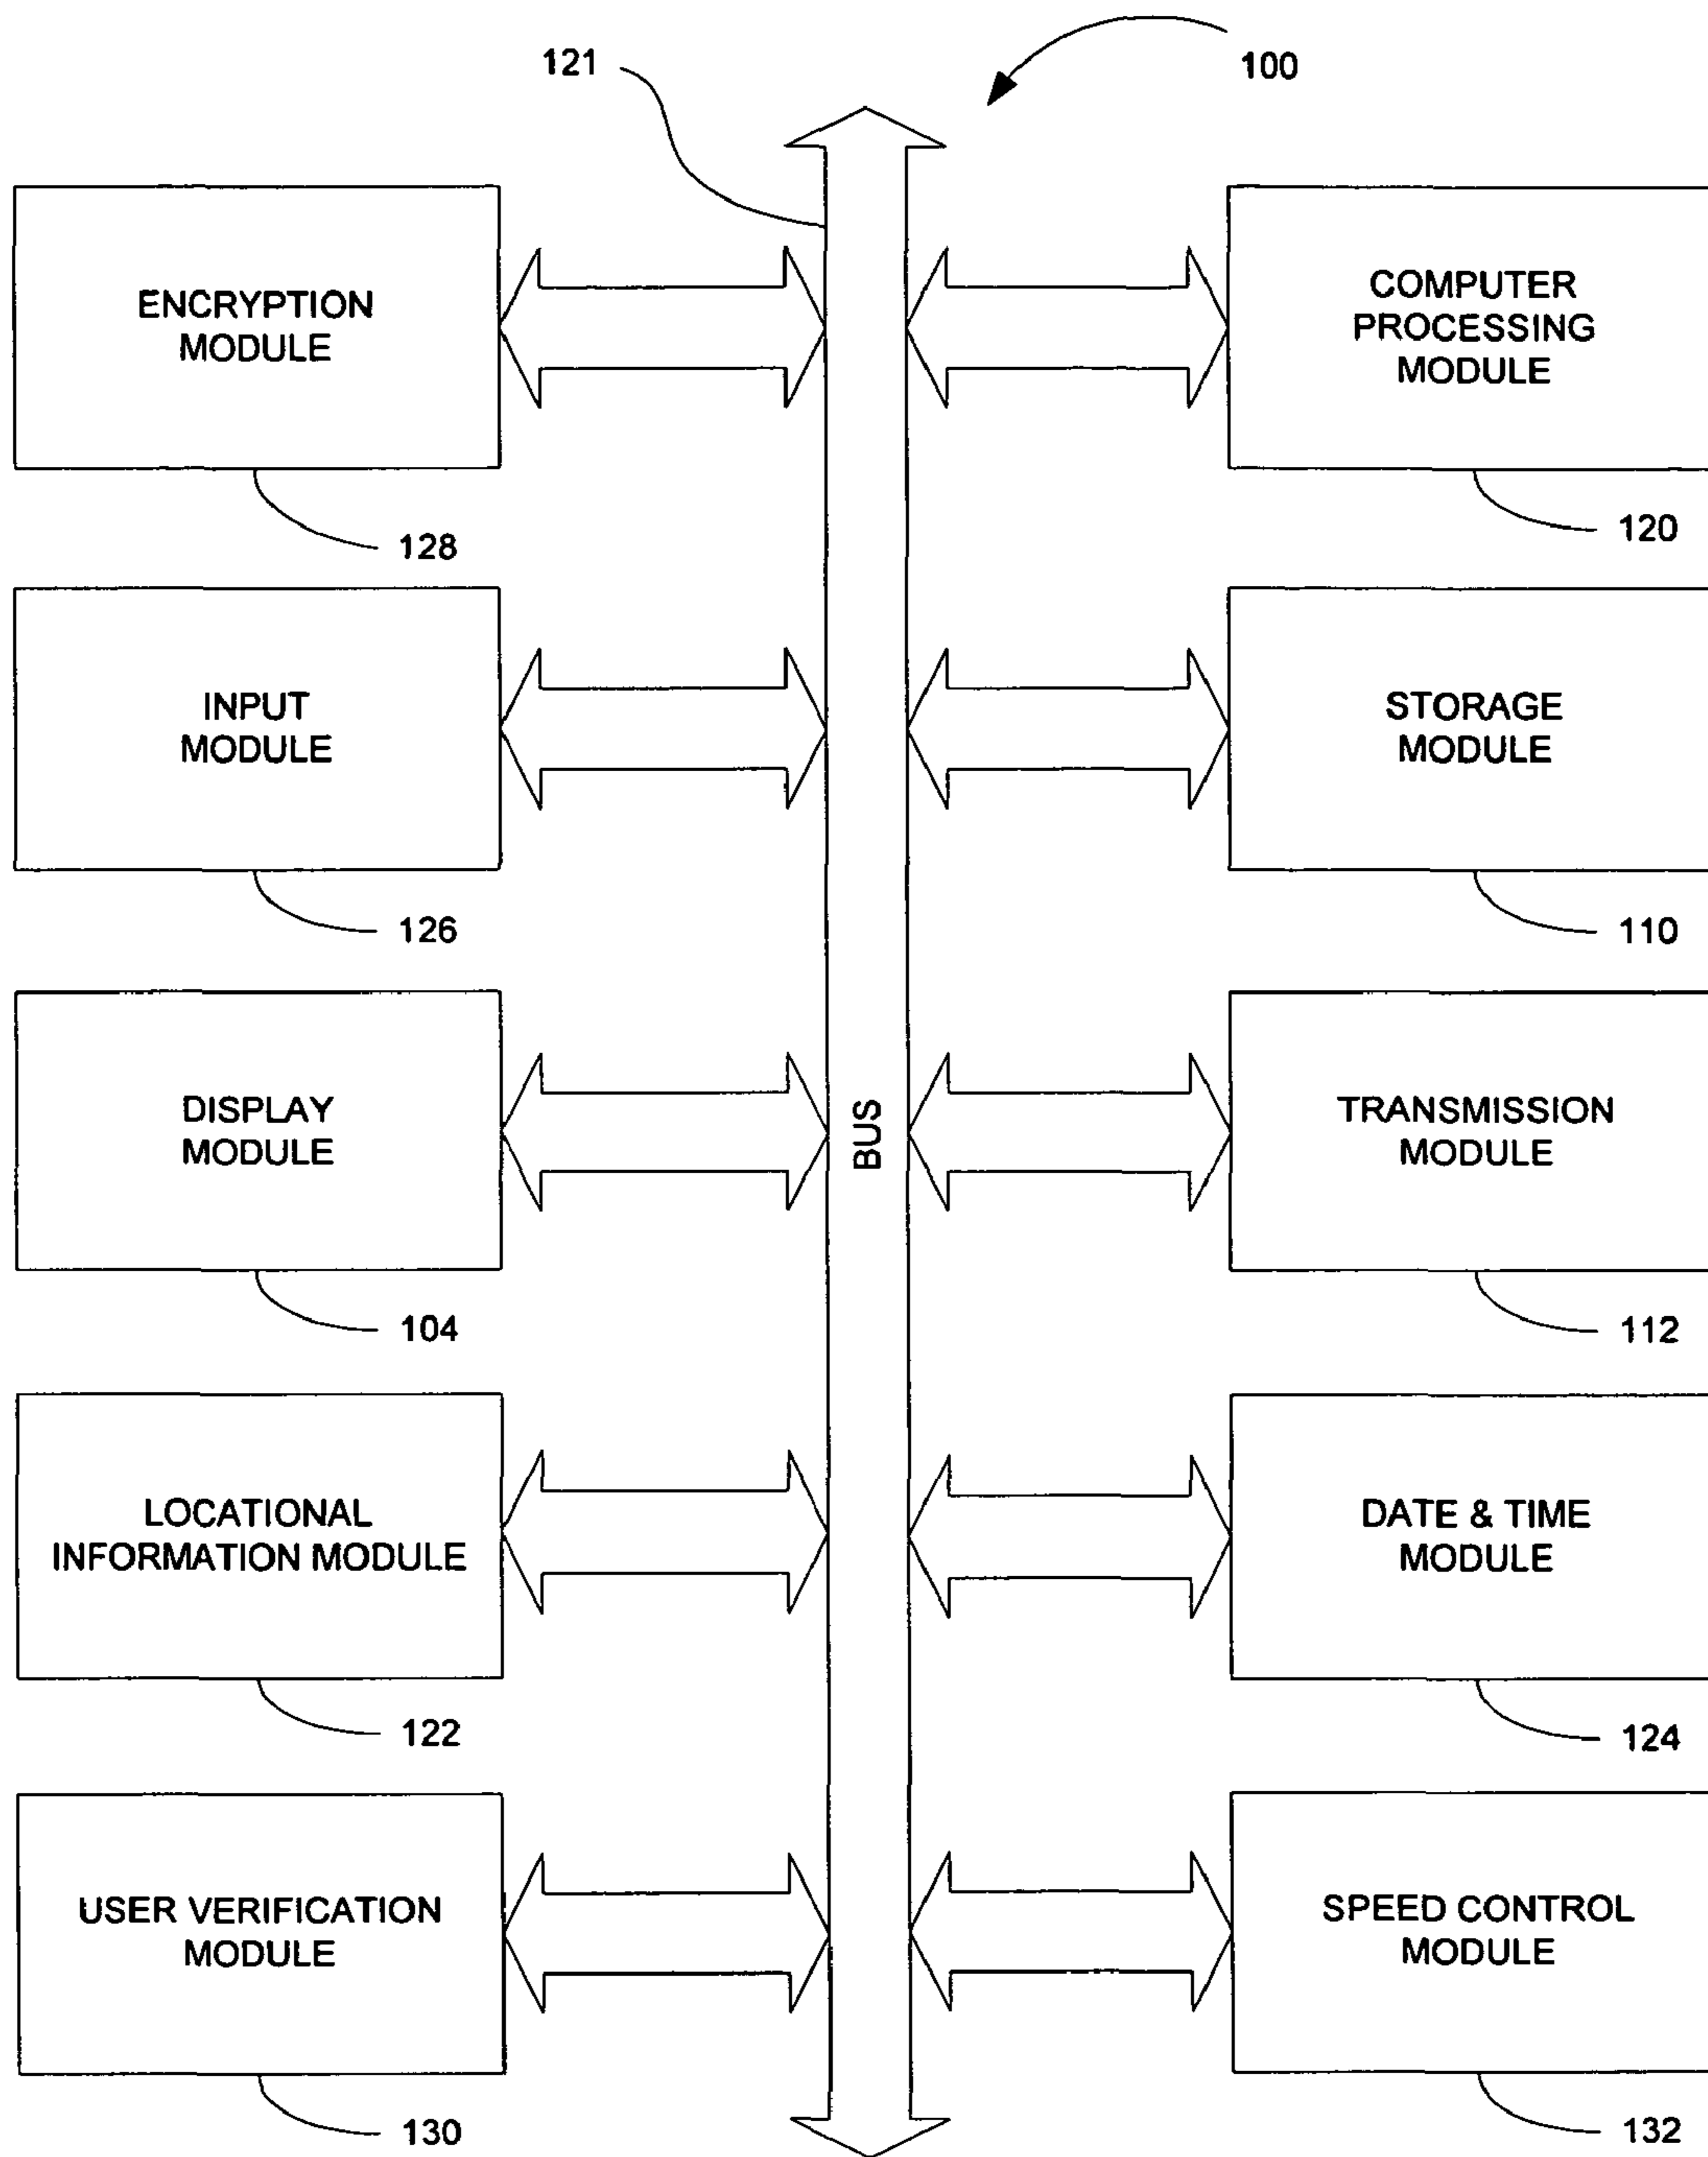 121
100
ENCRYPTION
MODULE
128
COMPUTER
PROCESSING
MODULE
120
INPUT
MODULE
126
STORAGE
MODULE
110
DISPLAY
MODULE
104
BUS
TRANSMISSION
MODULE
112
LOCATIONAL
INFORMATION MODULE
122
DATE & TIME
MODULE
124
USER VERIFICATION
MODULE
130
SPEED CONTROL
MODULE
132